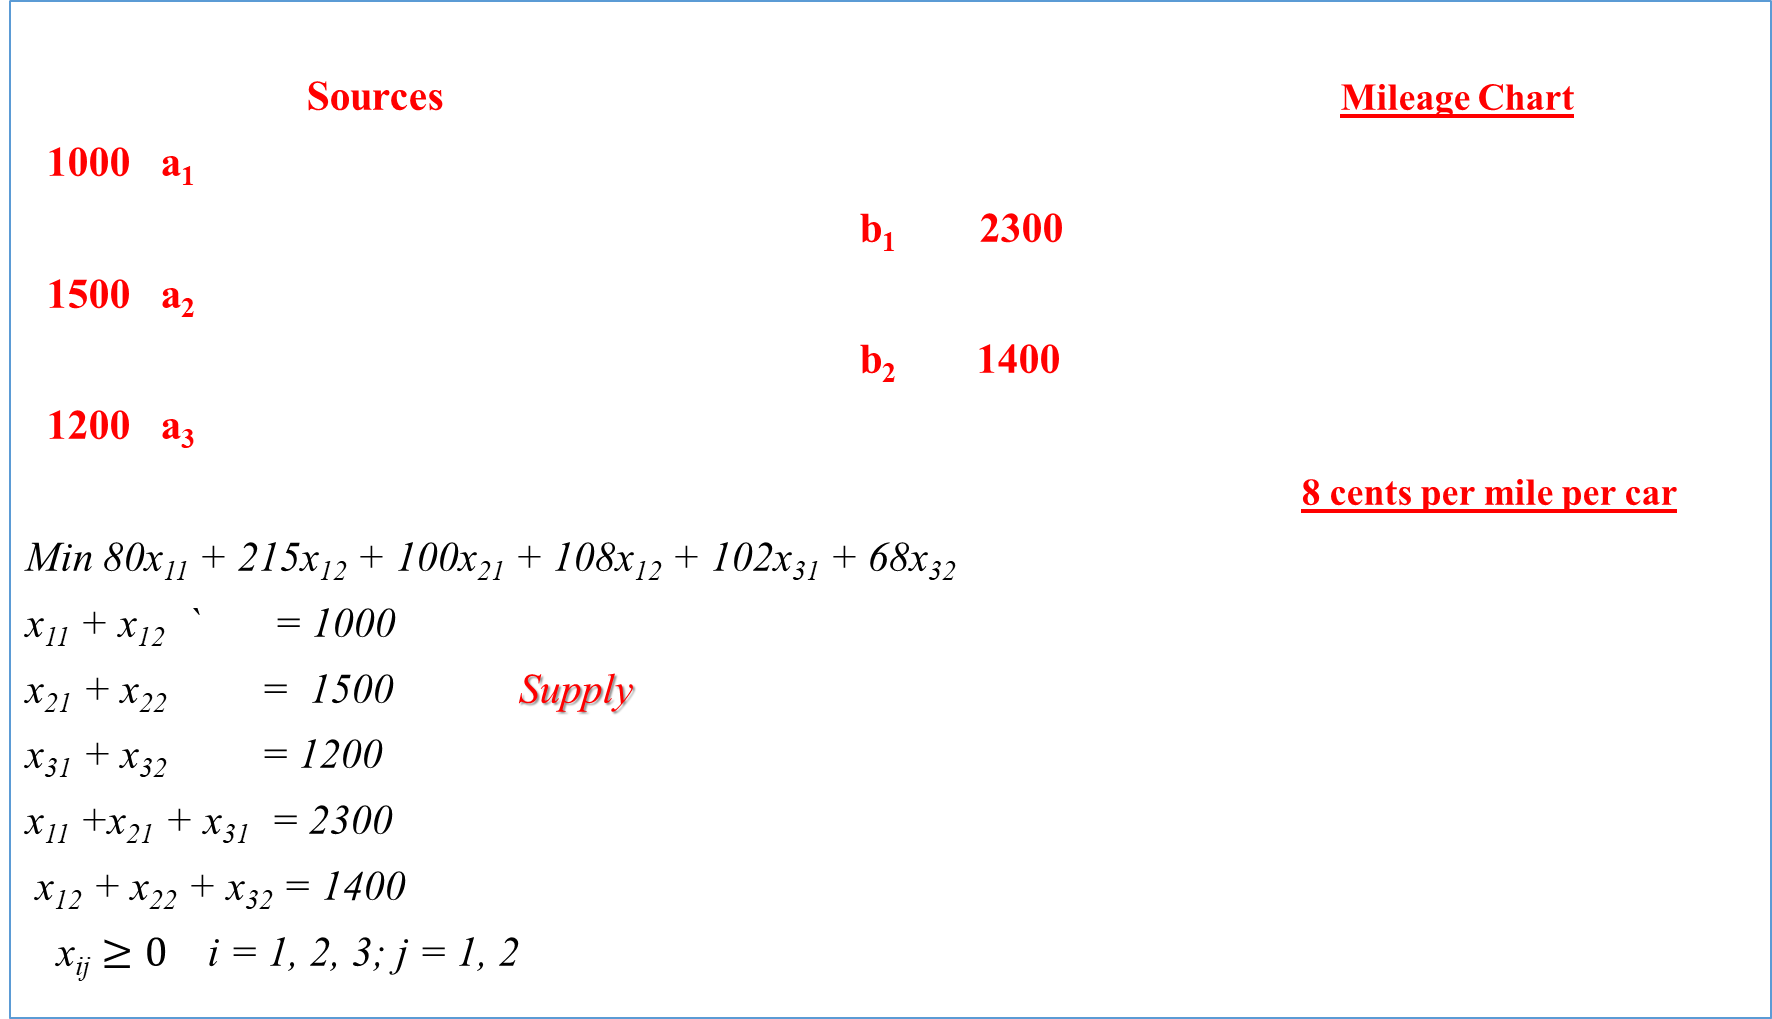 Sources Mileage Chart
1000 a1
b1 2300
1500 a2
b2 1400
1200 a3
8 cents per mile per car
Min 80x11 + 215x12 + 100x21 + 108x12 + 102x31 + 68x32
x11 + x12 ` = 1000
x21 + x22 = 1500 Supply
x31 + x32 = 1200
x11 +x21 + x31 = 2300
x12 + x22 + x32 = 1400
xij ≥ 0 i = 1, 2, 3; j = 1, 2